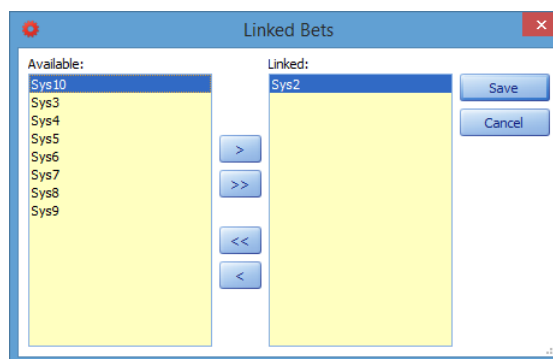 Linked Bets
Available:
Sys10
Sys3
Sys4
Sys5
Sys6
Sys7
Sys8
Sys9
>
>>
<<
<
Linked:
Sys2
Save
Cancel